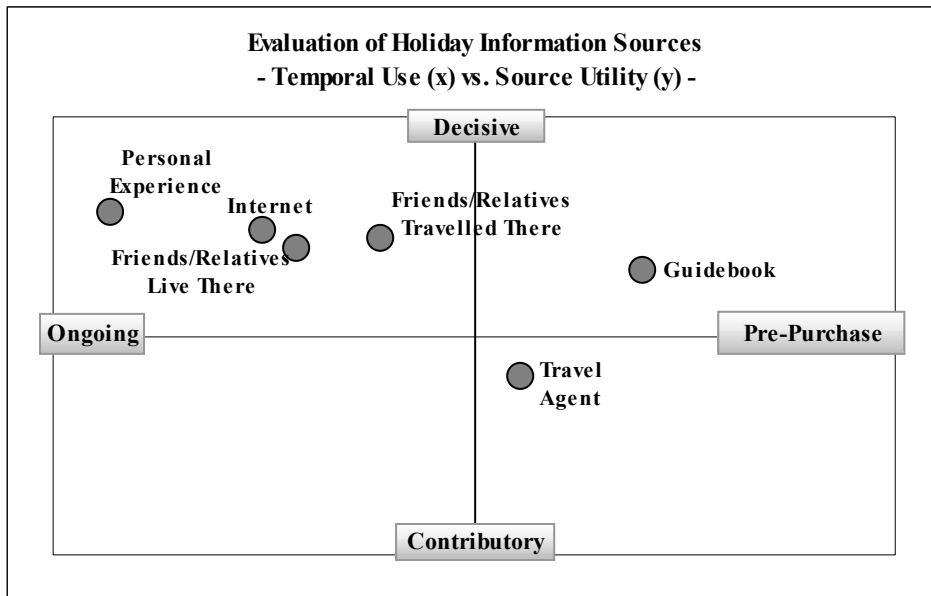 Evaluation of Holiday Information Sources
- Temporal Use (x) vs. Source Utility (y) -
Decisive
Personal
Experience
Internet
Friends/Relatives
Travelled There
Friends/Relatives
Live There
Guidebook
Ongoing
Pre-Purchase
Travel
Agent
Contributory